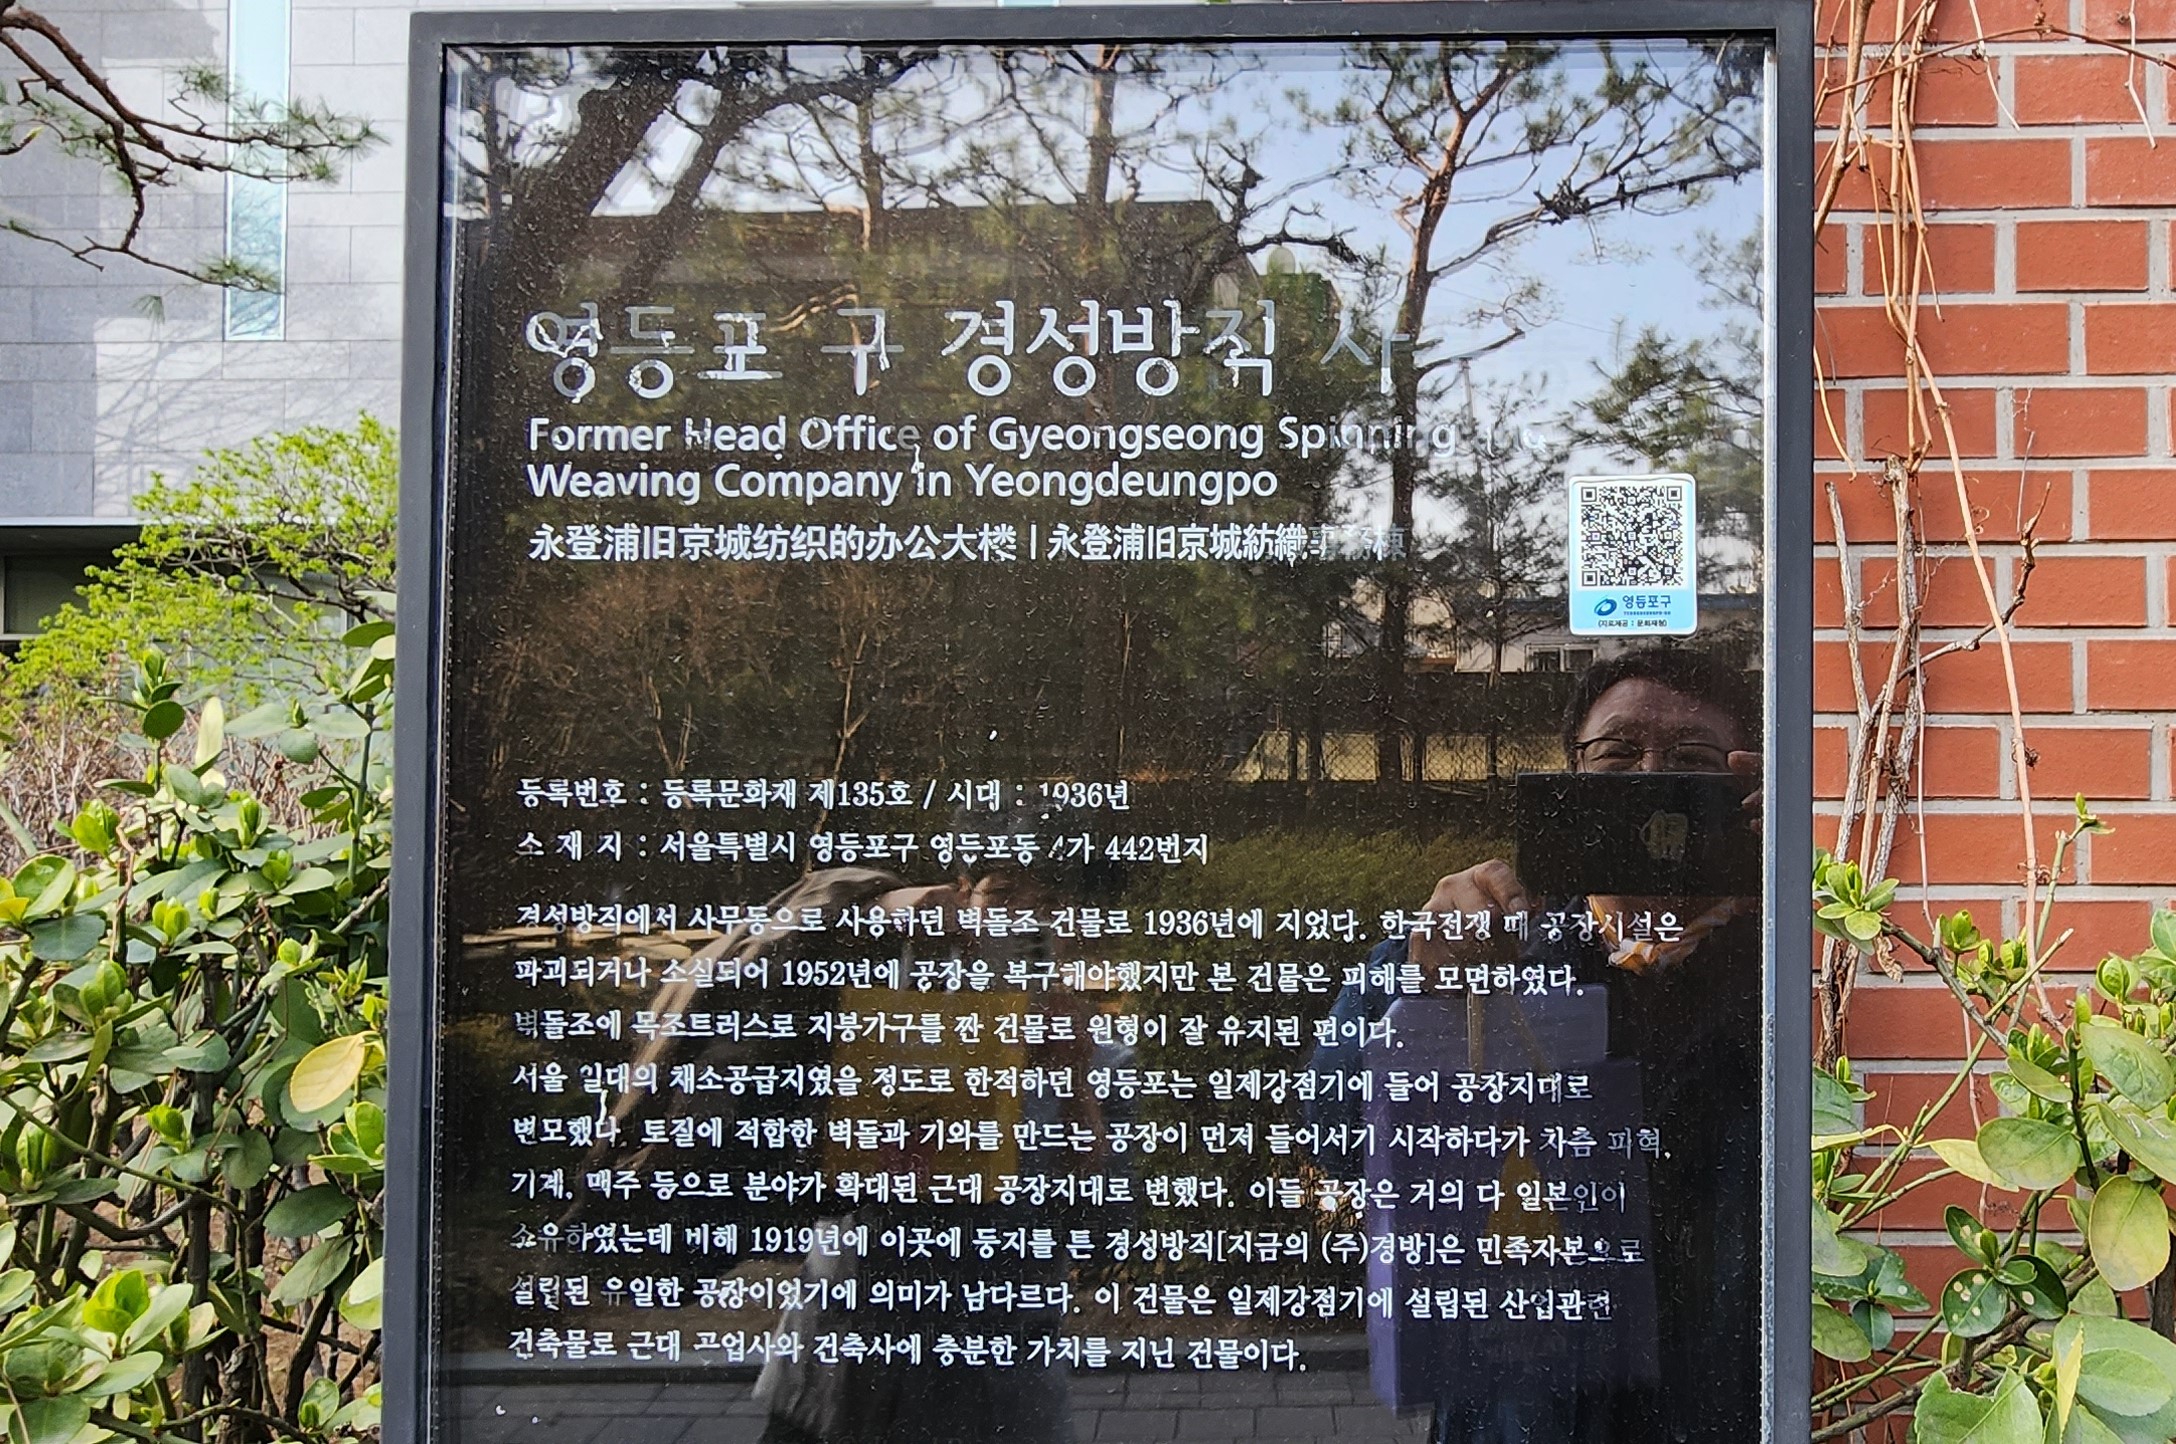 영등포 구 경성방직 사
Former Head Office of Gyeongseong Spinning
Weaving Company in Yeongdeungpo
永登浦旧京城纺织的办公大楼 | 永登浦旧京城紡織事務棟
영등포구
(자료제공 : 문화재청)
등록번호 : 등록문화재 제135호 / 시대 : 1936년
소 재 지 : 서울특별시 영등포구 영등포동 4가 442번지
경성방직에서 사무동으로 사용하던 벽돌조 건물로 1936년에 지었다. 한국전쟁 때 공장시설은
파괴되거나 소실되어 1952년에 공장을 복구해야했지만 본 건물은 피해를 모면하였다.
벽돌조에 목조트러스로 지붕가구를 짠 건물로 원형이 잘 유지된 편이다.
서울 일대의 채소공급지였을 정도로 한적하던 영등포는 일제강점기에 들어 공장지대로
변모했다. 토질에 적합한 벽돌과 기와를 만드는 공장이 먼저 들어서기 시작하다가 차츰 피혁,
기계, 맥주 등으로 분야가 확대된 근대 공장지대로 변했다. 이들 공장은 거의 다 일본인이
소유하였는데 비해 1919년에 이곳에 둥지를 튼 경성방직[지금의 (주)경방]은 민족자본으로
설립된 유일한 공장이었기에 의미가 남다르다. 이 건물은 일제강점기에 설립된 산업관련
건축물로 근대 공업사와 건축사에 충분한 가치를 지닌 건물이다.